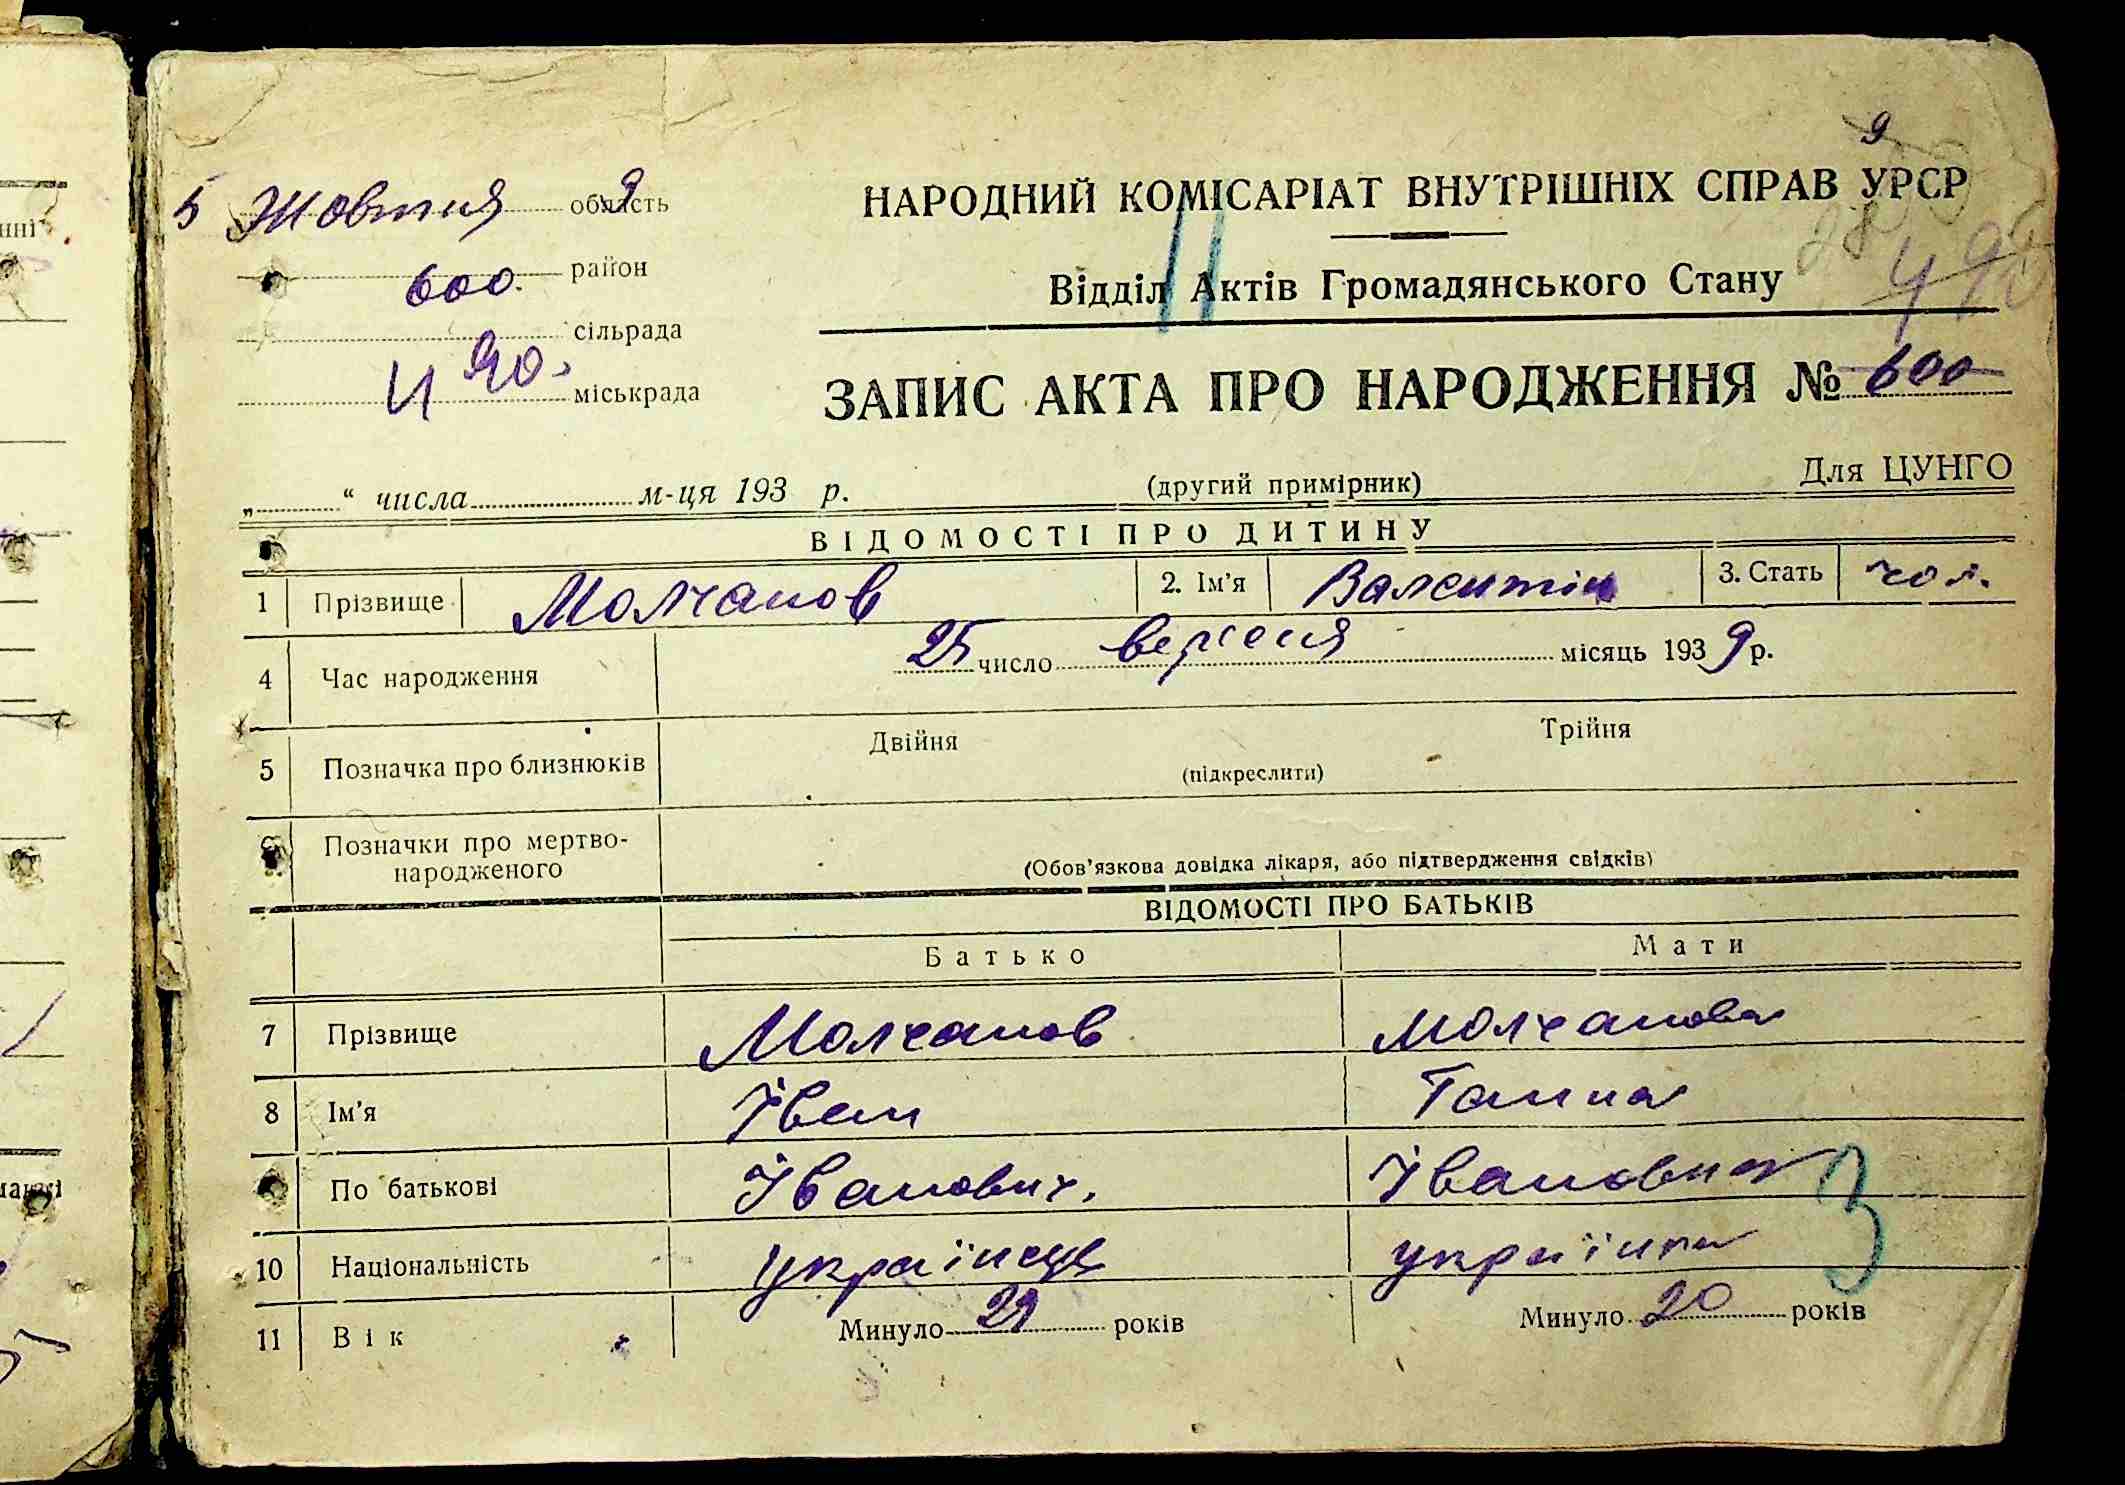 9
5 Жовтня область 9
НАРОДНИЙ КОМІСАРІАТ ВНУТРІШНІХ СПРАВ УРСР
600. район
Відділ Актів Громадянського Стану
сільрада
міськрада
ЗАПИС АКТА ПРО НАРОДЖЕННЯ № 600
„ “ числа м-ця 193 р. (другий примірник) Для ЦУНГО
ВІДОМОСТІ ПРО ДИТИНУ
1 Прізвище Молчанов 2. Ім'я Валентін 3. Стать чол.
4 Час народження 25 число вересня місяць 1939 р.
5 Позначка про близнюків Двійня Трійня
(підкреслити)
6 Позначки про мертво-
народженого
(Обов'язкова довідка лікаря, або підтвердження свідків)
ВІДОМОСТІ ПРО БАТЬКІВ
Батько Мати
7 Прізвище Молчанов Молчанова
8 Ім'я Іван Ганна
9 По батькові Іванович. Івановна
3
10 Національність українець українка
11 Вік Минуло 29 років Минуло 20 років